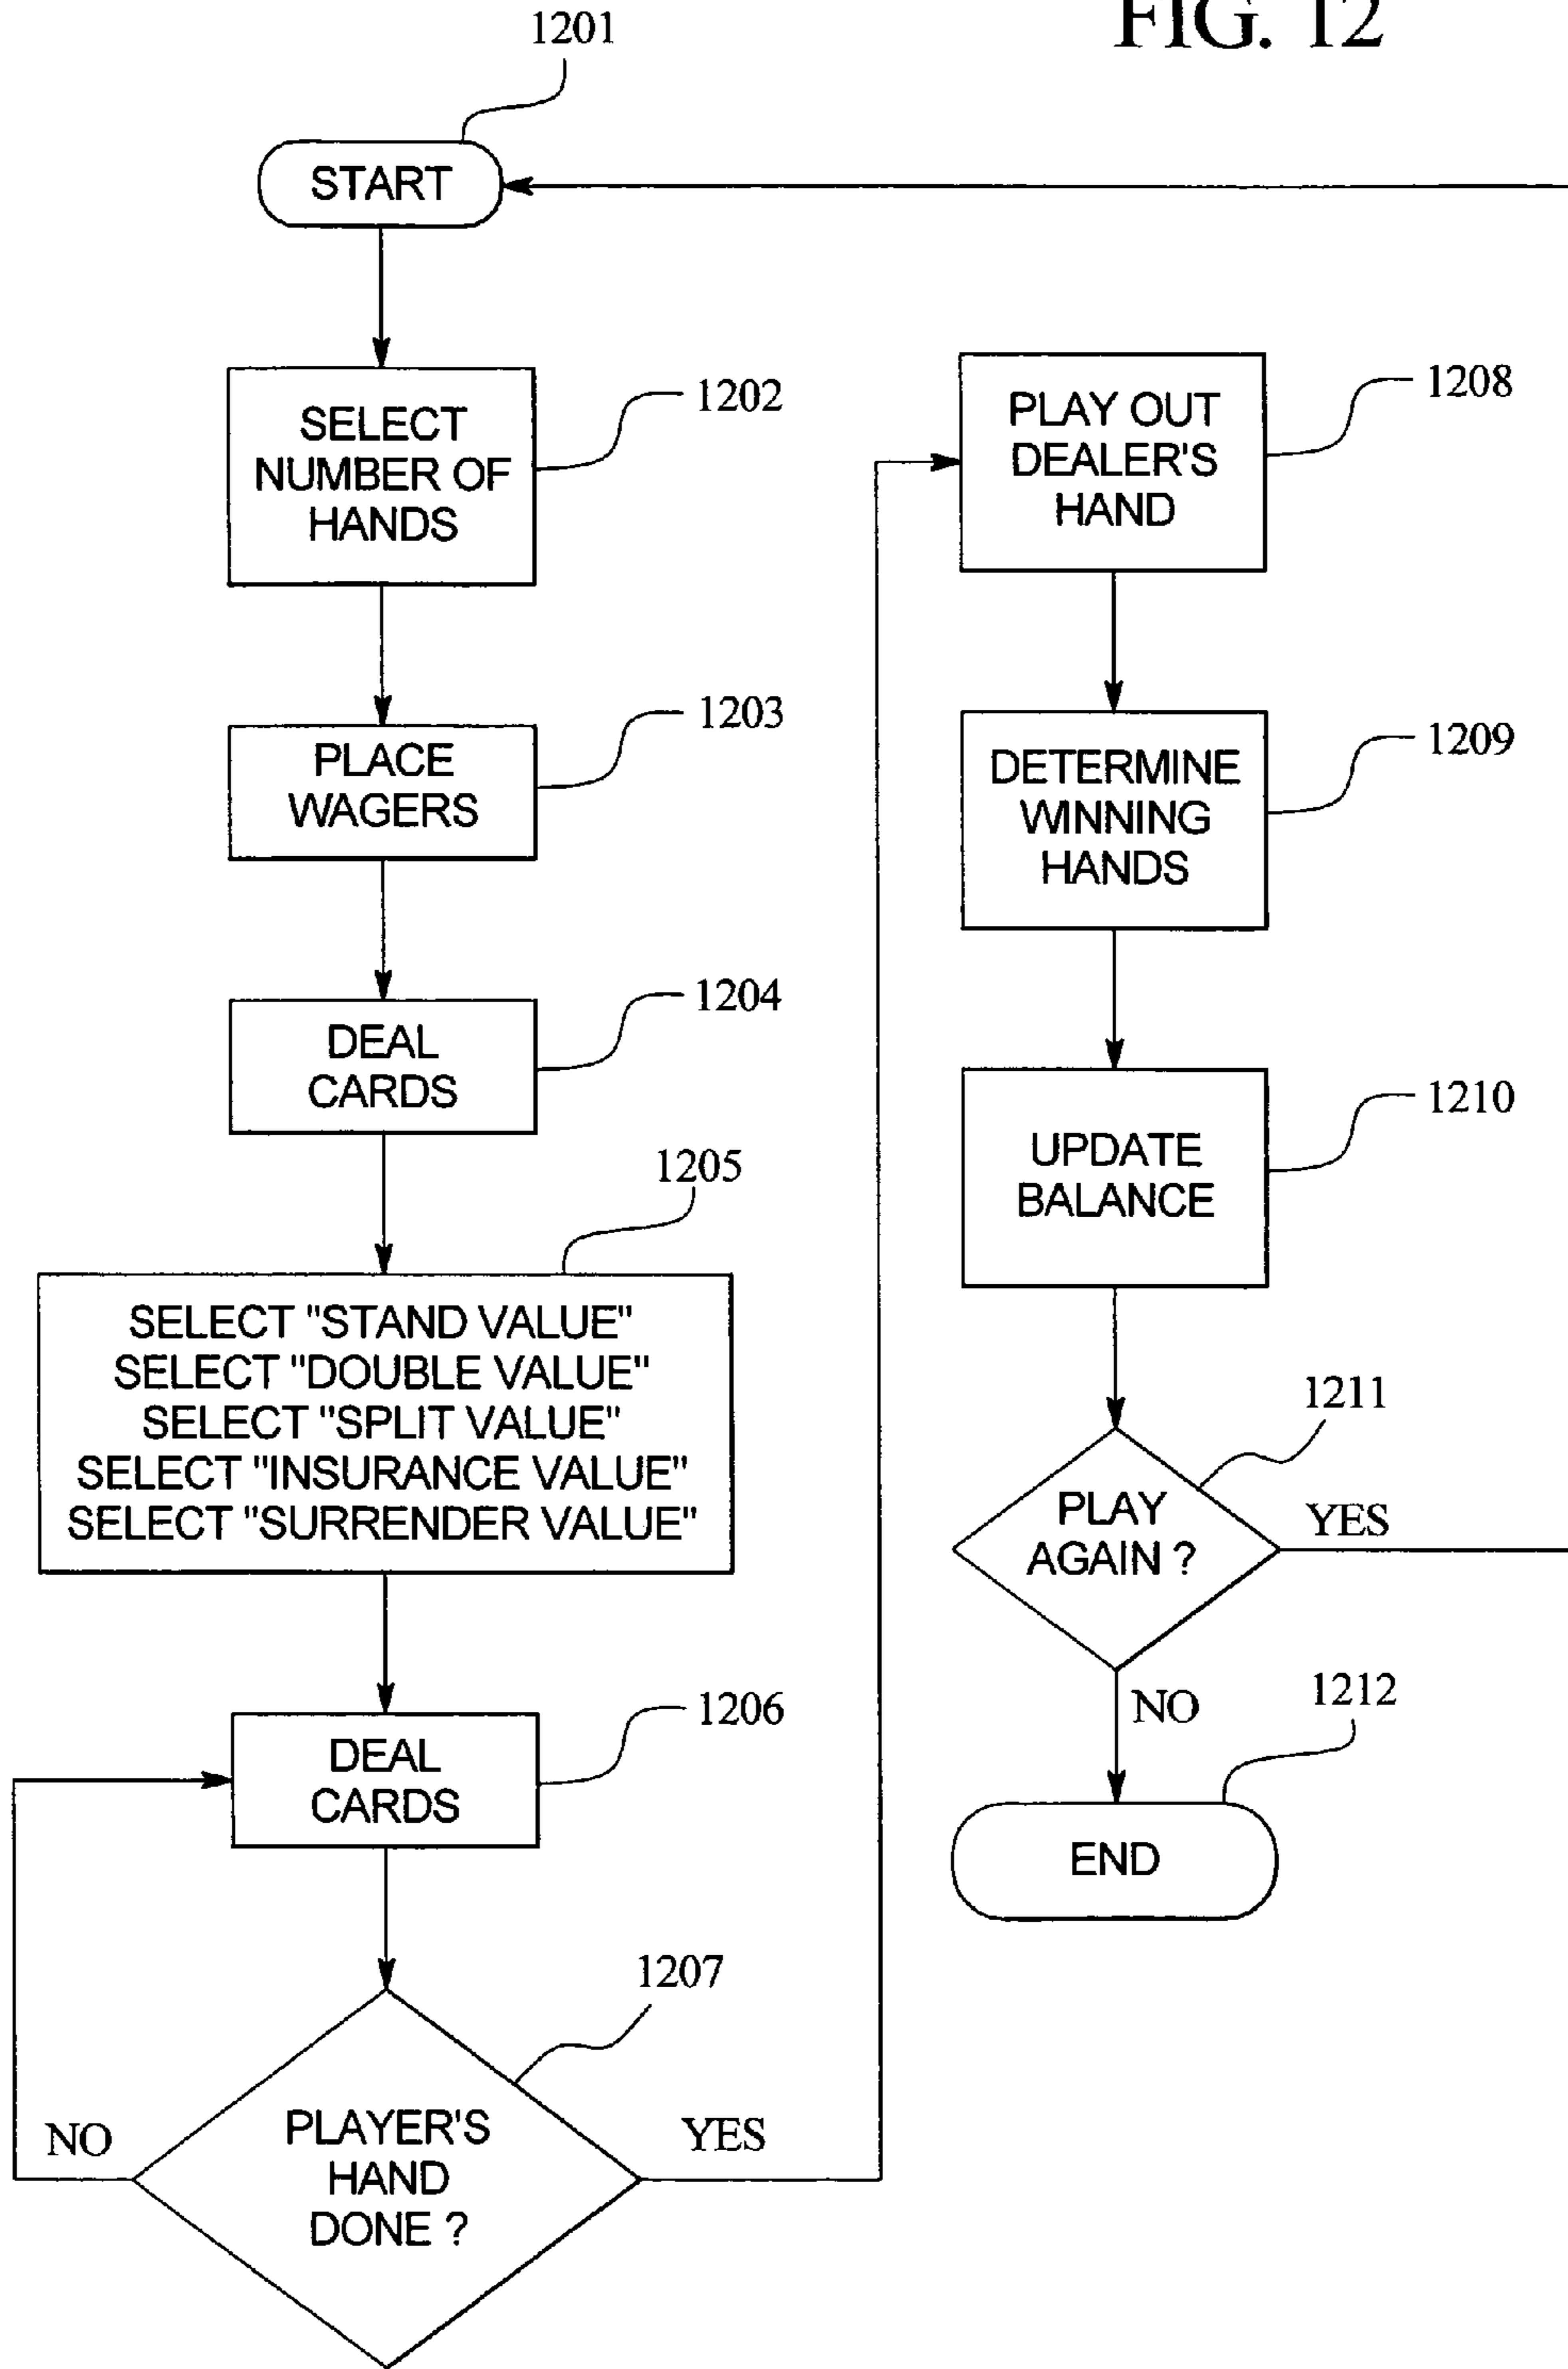 FIG. 12
1201
START
SELECT
NUMBER OF
HANDS
1202
PLACE
WAGERS
1203
DEAL
CARDS
1204
1205
SELECT "STAND VALUE"
SELECT "DOUBLE VALUE"
SELECT "SPLIT VALUE"
SELECT "INSURANCE VALUE"
SELECT "SURRENDER VALUE"
DEAL
CARDS
1206
1207
PLAYER'S
HAND
DONE ?
NO
YES
PLAY OUT
DEALER'S
HAND
1208
DETERMINE
WINNING
HANDS
1209
UPDATE
BALANCE
1210
1211
PLAY
AGAIN ?
YES
NO
1212
END